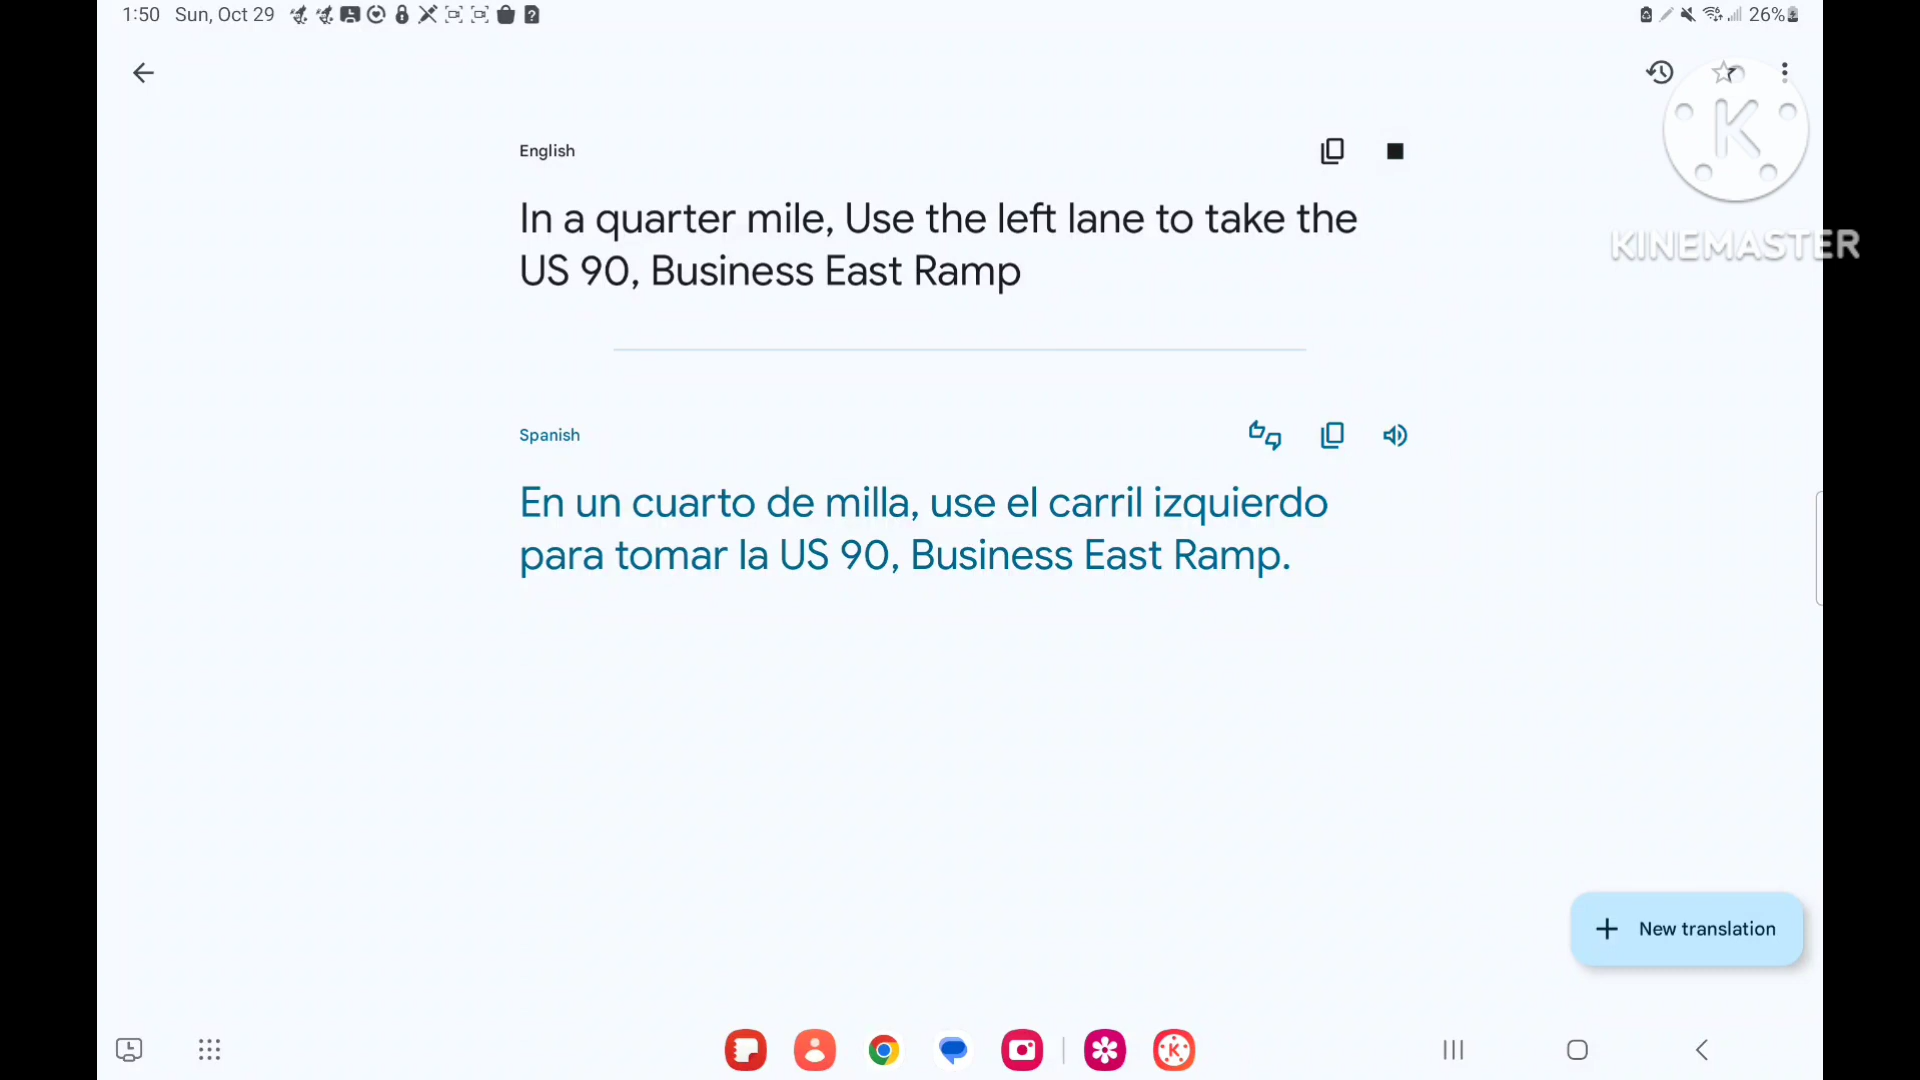 1:50 Sun, Oct 29
26%
English
In a quarter mile, Use the left lane to take the
US 90, Business East Ramp
KINEMASTER
Spanish
En un cuarto de milla, use el carril izquierdo
para tomar la US 90, Business East Ramp.
New translation